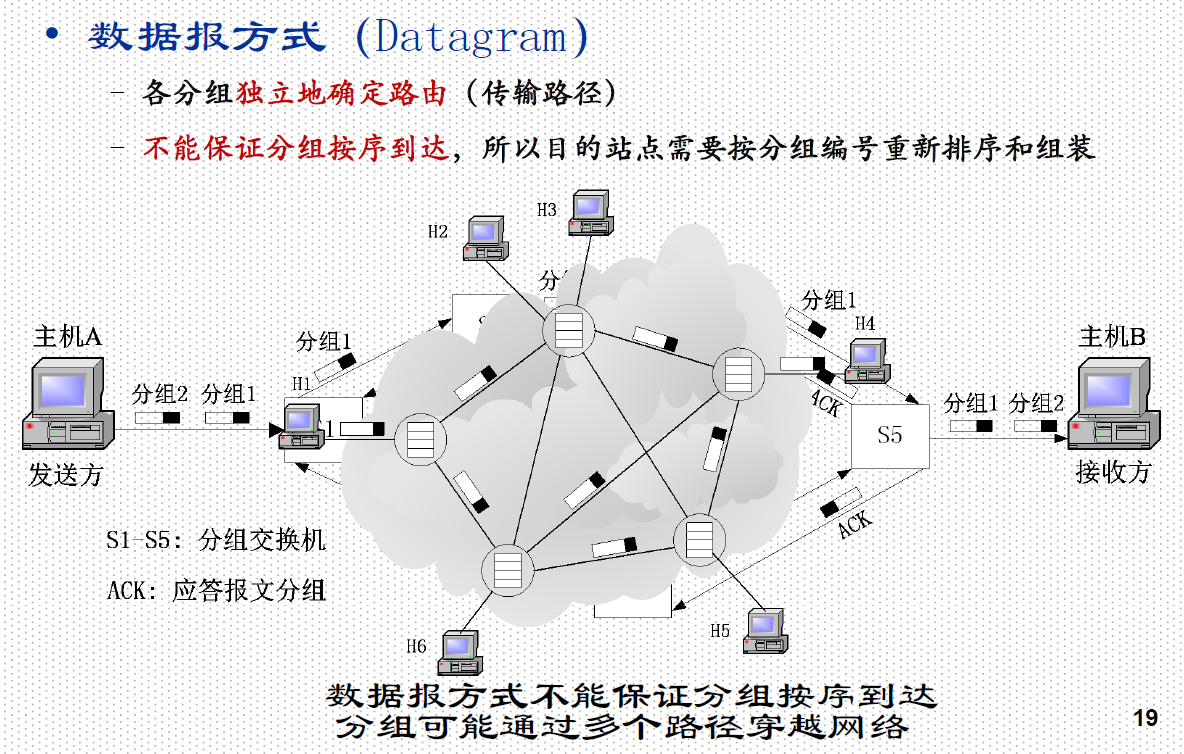 • 数据报方式 (Datagram)
– 各分组独立地确定路由（传输路径）
– 不能保证分组按序到达，所以目的站点需要按分组编号重新排序和组装
H3
H2
分
分组1
H4
主机A
分组1
主机B
H1
分组2 分组1
ACK
分组1 分组2
1
S5
发送方
接收方
ACK
S1-S5: 分组交换机
ACK: 应答报文分组
H5
H6
数据报方式不能保证分组按序到达
分组可能通过多个路径穿越网络
19